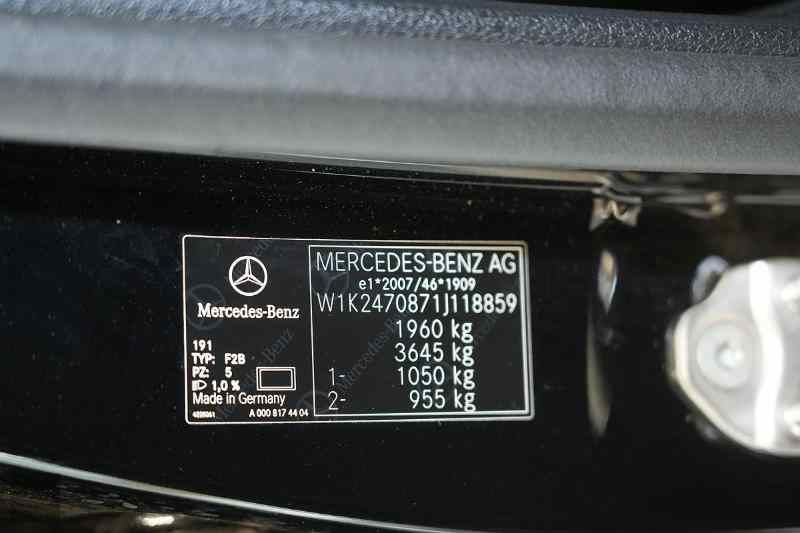 Mercedes-Benz
191
TYP: F2B
PZ: 5
1,0 %
Made in Germany
A 000 817 44 04
MERCEDES-BENZ AG
e1*2007/46*1909
W1K2470871J118859
1960 kg
3645 kg
1- 1050 kg
2- 955 kg